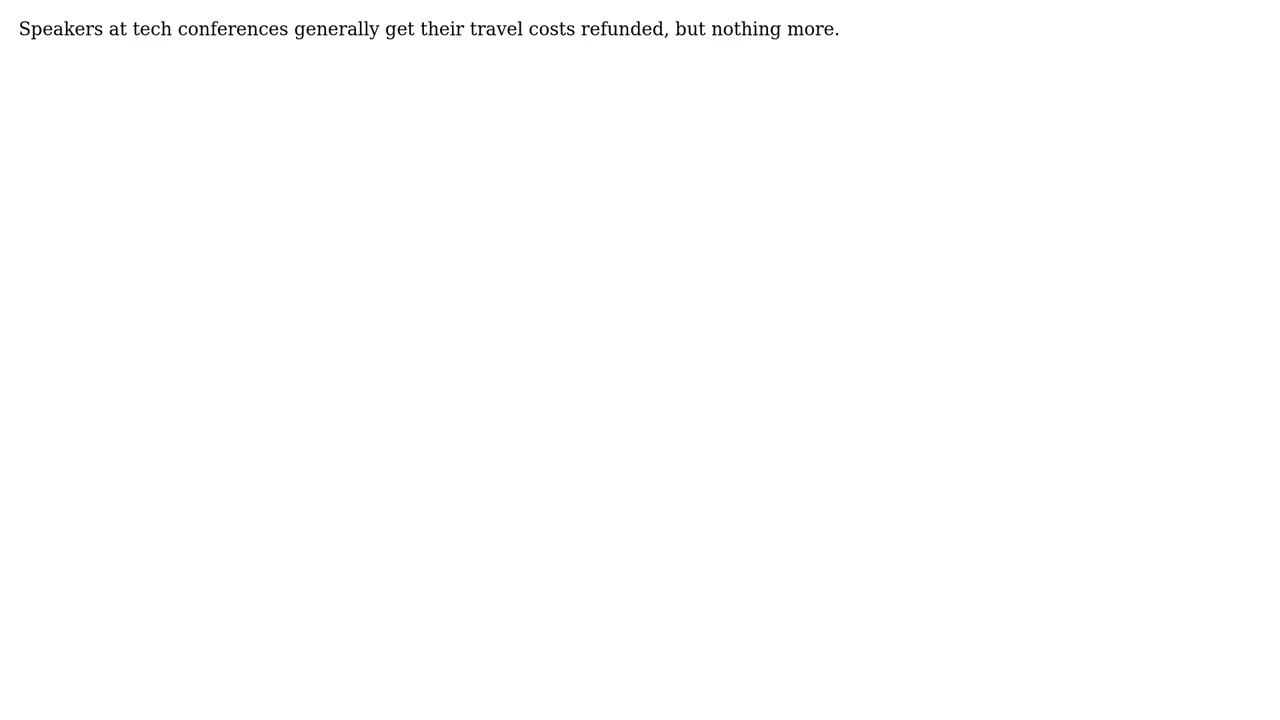 Speakers at tech conferences generally get their travel costs refunded, but nothing more.